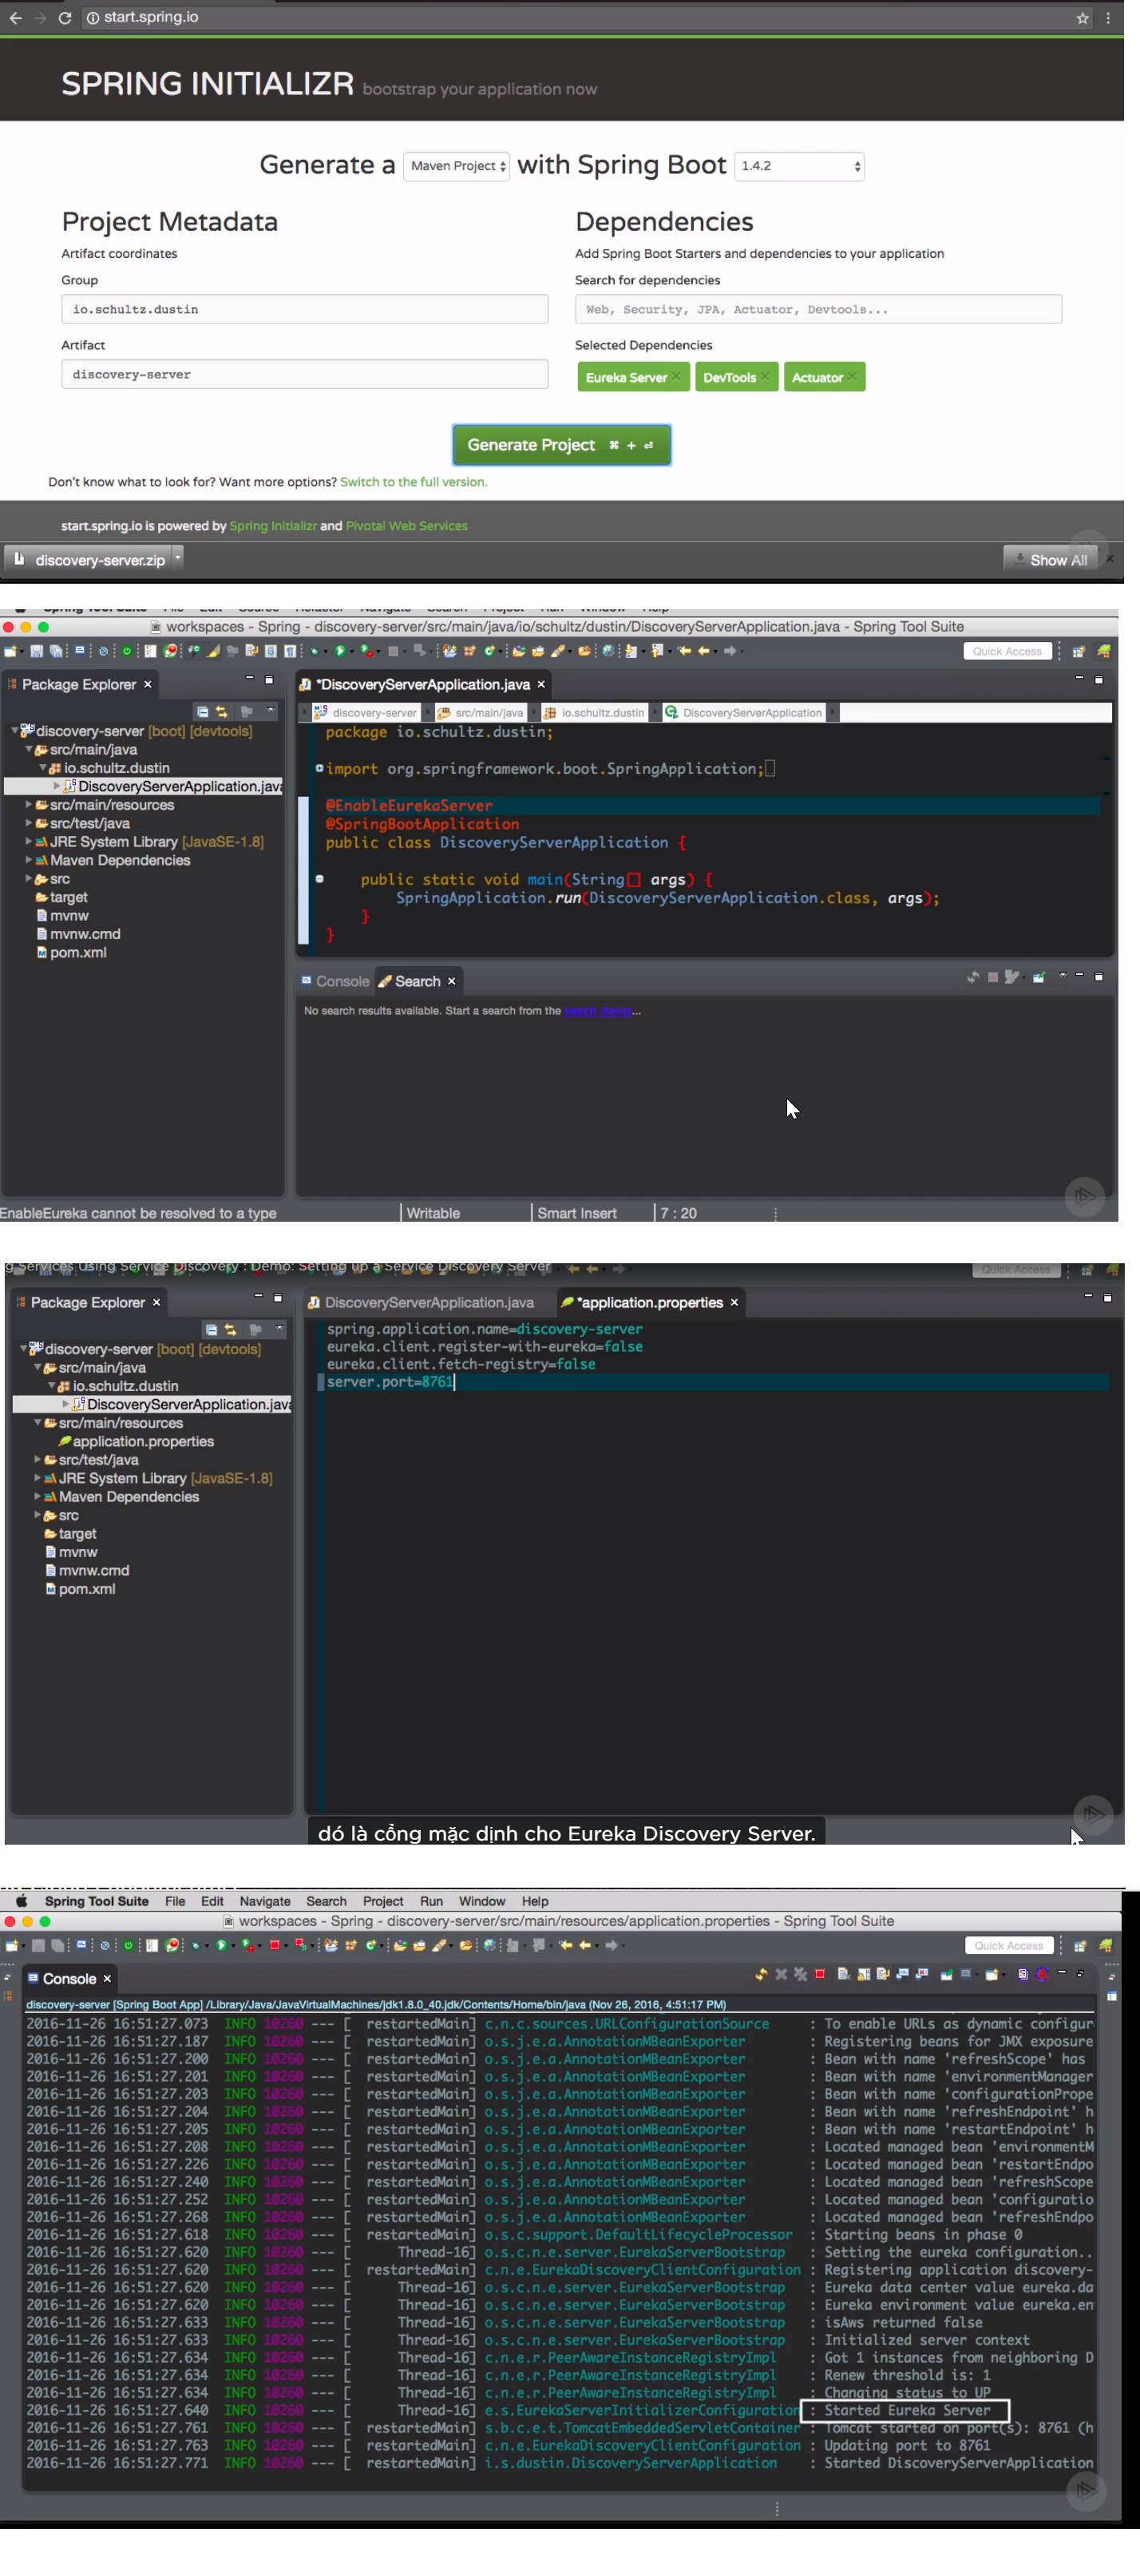 start.spring.io
SPRING INITIALIZR bootstrap your application now
Generate a Maven Project with Spring Boot 1.4.2
Project Metadata
Artifact coordinates
Group
io.schultz.dustin
Artifact
discovery-server
Dependencies
Add Spring Boot Starters and dependencies to your application
Search for dependencies
Web, Security, JPA, Actuator, Devtools...
Selected Dependencies
Eureka Server × DevTools × Actuator ×
Generate Project ⌘ + ⏎
Don't know what to look for? Want more options? Switch to the full version.
start.spring.io is powered by Spring Initializr and Pivotal Web Services
discovery-server.zip
Show All
Spring Tool Suite File Edit Source Refactor Navigate Search Project Run Window Help
workspaces - Spring - discovery-server/src/main/java/io/schultz/dustin/DiscoveryServerApplication.java - Spring Tool Suite
Quick Access
Package Explorer
discovery-server [boot] [devtools]
src/main/java
io.schultz.dustin
DiscoveryServerApplication.java
src/main/resources
src/test/java
JRE System Library [JavaSE-1.8]
Maven Dependencies
src
target
mvnw
mvnw.cmd
pom.xml
*DiscoveryServerApplication.java
discovery-server src/main/java io.schultz.dustin DiscoveryServerApplication
package io.schultz.dustin;
import org.springframework.boot.SpringApplication;
@EnableEurekaServer
@SpringBootApplication
public class DiscoveryServerApplication {
public static void main(String[] args) {
SpringApplication.run(DiscoveryServerApplication.class, args);
}
}
Console Search
No search results available. Start a search from the search dialog...
EnableEureka cannot be resolved to a type Writable Smart Insert 7 : 20
g Services Using Service Discovery : Demo: Setting up a Service Discovery Server
Quick Access
Package Explorer
discovery-server [boot] [devtools]
src/main/java
io.schultz.dustin
DiscoveryServerApplication.java
src/main/resources
application.properties
src/test/java
JRE System Library [JavaSE-1.8]
Maven Dependencies
src
target
mvnw
mvnw.cmd
pom.xml
DiscoveryServerApplication.java *application.properties
spring.application.name=discovery-server
eureka.client.register-with-eureka=false
eureka.client.fetch-registry=false
server.port=8761
dó là cổng mặc dịnh cho Eureka Discovery Server.
Spring Tool Suite File Edit Navigate Search Project Run Window Help
workspaces - Spring - discovery-server/src/main/resources/application.properties - Spring Tool Suite
Quick Access
Console
discovery-server [Spring Boot App] /Library/Java/JavaVirtualMachines/jdk1.8.0_40.jdk/Contents/Home/bin/java (Nov 26, 2016, 4:51:17 PM)
2016-11-26 16:51:27.073 INFO 10260 --- [ restartedMain] c.n.c.sources.URLConfigurationSource : To enable URLs as dynamic configur
2016-11-26 16:51:27.187 INFO 10260 --- [ restartedMain] o.s.j.e.a.AnnotationMBeanExporter : Registering beans for JMX exposure
2016-11-26 16:51:27.200 INFO 10260 --- [ restartedMain] o.s.j.e.a.AnnotationMBeanExporter : Bean with name 'refreshScope' has
2016-11-26 16:51:27.201 INFO 10260 --- [ restartedMain] o.s.j.e.a.AnnotationMBeanExporter : Bean with name 'environmentManager
2016-11-26 16:51:27.203 INFO 10260 --- [ restartedMain] o.s.j.e.a.AnnotationMBeanExporter : Bean with name 'configurationPrope
2016-11-26 16:51:27.204 INFO 10260 --- [ restartedMain] o.s.j.e.a.AnnotationMBeanExporter : Bean with name 'refreshEndpoint' h
2016-11-26 16:51:27.205 INFO 10260 --- [ restartedMain] o.s.j.e.a.AnnotationMBeanExporter : Bean with name 'restartEndpoint' h
2016-11-26 16:51:27.208 INFO 10260 --- [ restartedMain] o.s.j.e.a.AnnotationMBeanExporter : Located managed bean 'environmentM
2016-11-26 16:51:27.226 INFO 10260 --- [ restartedMain] o.s.j.e.a.AnnotationMBeanExporter : Located managed bean 'restartEndpo
2016-11-26 16:51:27.240 INFO 10260 --- [ restartedMain] o.s.j.e.a.AnnotationMBeanExporter : Located managed bean 'refreshScope
2016-11-26 16:51:27.252 INFO 10260 --- [ restartedMain] o.s.j.e.a.AnnotationMBeanExporter : Located managed bean 'configuratio
2016-11-26 16:51:27.268 INFO 10260 --- [ restartedMain] o.s.j.e.a.AnnotationMBeanExporter : Located managed bean 'refreshEndpo
2016-11-26 16:51:27.618 INFO 10260 --- [ restartedMain] o.s.c.support.DefaultLifecycleProcessor : Starting beans in phase 0
2016-11-26 16:51:27.620 INFO 10260 --- [ Thread-16] o.s.c.n.e.server.EurekaServerBootstrap : Setting the eureka configuration..
2016-11-26 16:51:27.620 INFO 10260 --- [ restartedMain] c.n.e.EurekaDiscoveryClientConfiguration : Registering application discovery-
2016-11-26 16:51:27.620 INFO 10260 --- [ Thread-16] o.s.c.n.e.server.EurekaServerBootstrap : Eureka data center value eureka.da
2016-11-26 16:51:27.620 INFO 10260 --- [ Thread-16] o.s.c.n.e.server.EurekaServerBootstrap : Eureka environment value eureka.en
2016-11-26 16:51:27.633 INFO 10260 --- [ Thread-16] o.s.c.n.e.server.EurekaServerBootstrap : isAws returned false
2016-11-26 16:51:27.633 INFO 10260 --- [ Thread-16] o.s.c.n.e.server.EurekaServerBootstrap : Initialized server context
2016-11-26 16:51:27.634 INFO 10260 --- [ Thread-16] c.n.e.r.PeerAwareInstanceRegistryImpl : Got 1 instances from neighboring D
2016-11-26 16:51:27.634 INFO 10260 --- [ Thread-16] c.n.e.r.PeerAwareInstanceRegistryImpl : Renew threshold is: 1
2016-11-26 16:51:27.634 INFO 10260 --- [ Thread-16] c.n.e.r.PeerAwareInstanceRegistryImpl : Changing status to UP
2016-11-26 16:51:27.640 INFO 10260 --- [ Thread-16] e.s.EurekaServerInitializerConfiguration : Started Eureka Server
2016-11-26 16:51:27.761 INFO 10260 --- [ restartedMain] s.b.c.e.t.TomcatEmbeddedServletContainer : Tomcat started on port(s): 8761 (h
2016-11-26 16:51:27.763 INFO 10260 --- [ restartedMain] c.n.e.EurekaDiscoveryClientConfiguration : Updating port to 8761
2016-11-26 16:51:27.771 INFO 10260 --- [ restartedMain] i.s.dustin.DiscoveryServerApplication : Started DiscoveryServerApplication